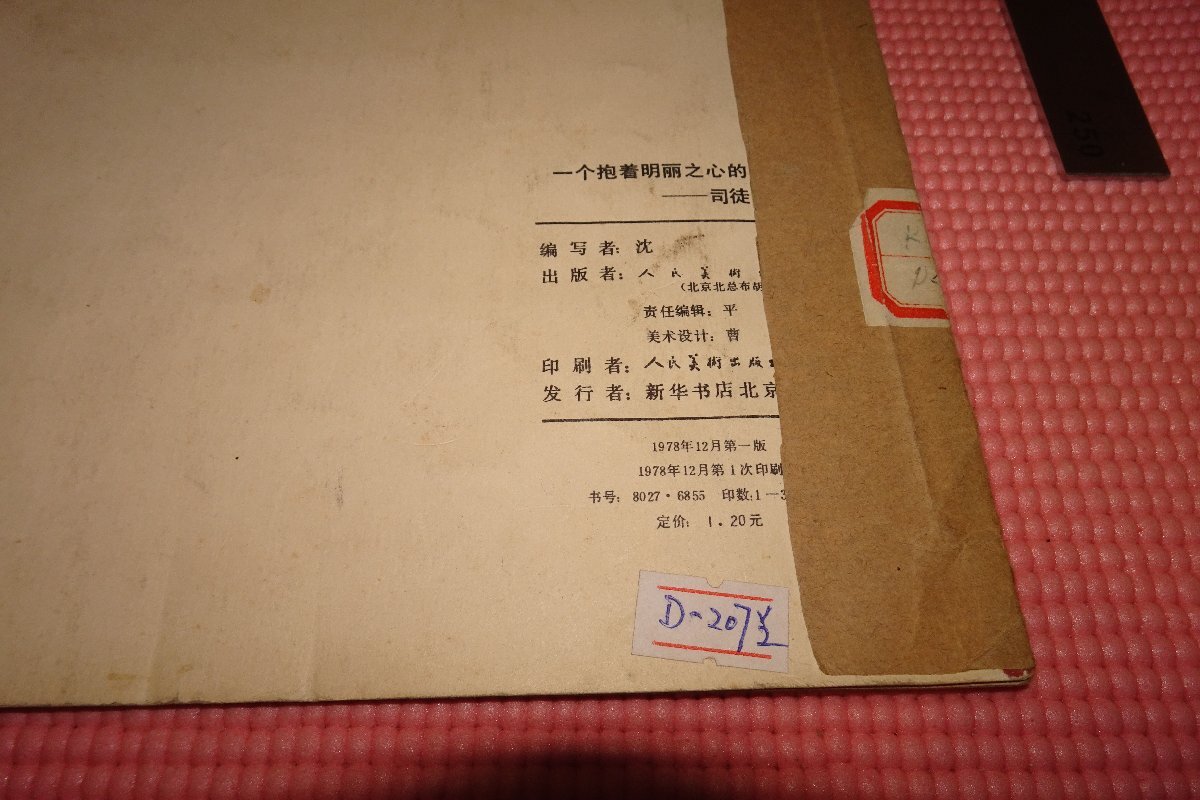 一个抱着明丽之心的
——司徒
编写者：沈
出版者：人民美術
（北京北总布胡
责任编辑：平
美术设计：曹
印刷者：人民美術出版
发行者：新华书店北京
1978年12月第一版
1978年12月第1次印刷
书号：8027·6855 印数：1—3
定价：1.20元
D-207
K
250